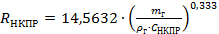 R_НКПР = 14,5632 · (m_г / (ρ_г · C_НКПР))^0,333